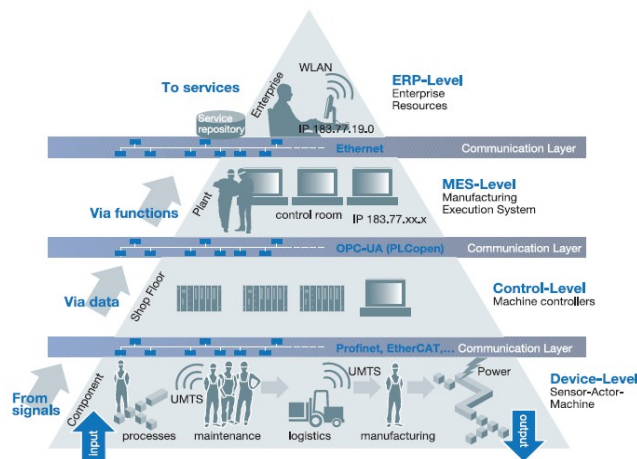 WLAN
To services
Enterprise
ERP-Level
Enterprise
Resources
Service
repository
IP 183.77.19.0
Ethernet
Communication Layer
Via functions
Plant
control room
IP 183.77.xx.x
MES-Level
Manufacturing
Execution System
OPC-UA (PLCopen)
Communication Layer
Via data
Shop Floor
Control-Level
Machine controllers
Profinet, EtherCAT,...
Communication Layer
From
signals
Component
UMTS
UMTS
Power
Device-Level
Sensor-Actor-
Machine
input
processes
maintenance
logistics
manufacturing
output